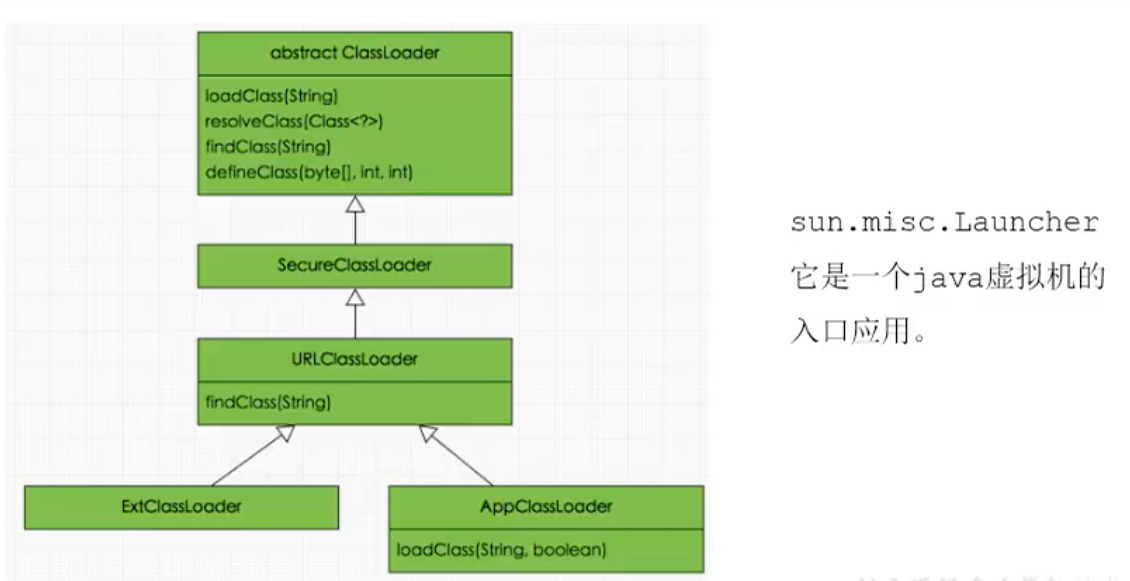 abstract ClassLoader
loadClass(String)
resolveClass(Class<?>)
findClass(String)
defineClass(byte[], int, int)
SecureClassLoader
URLClassLoader
findClass(String)
ExtClassLoader
AppClassLoader
loadClass(String, boolean)
sun.misc.Launcher
它是一个java虚拟机的
入口应用。